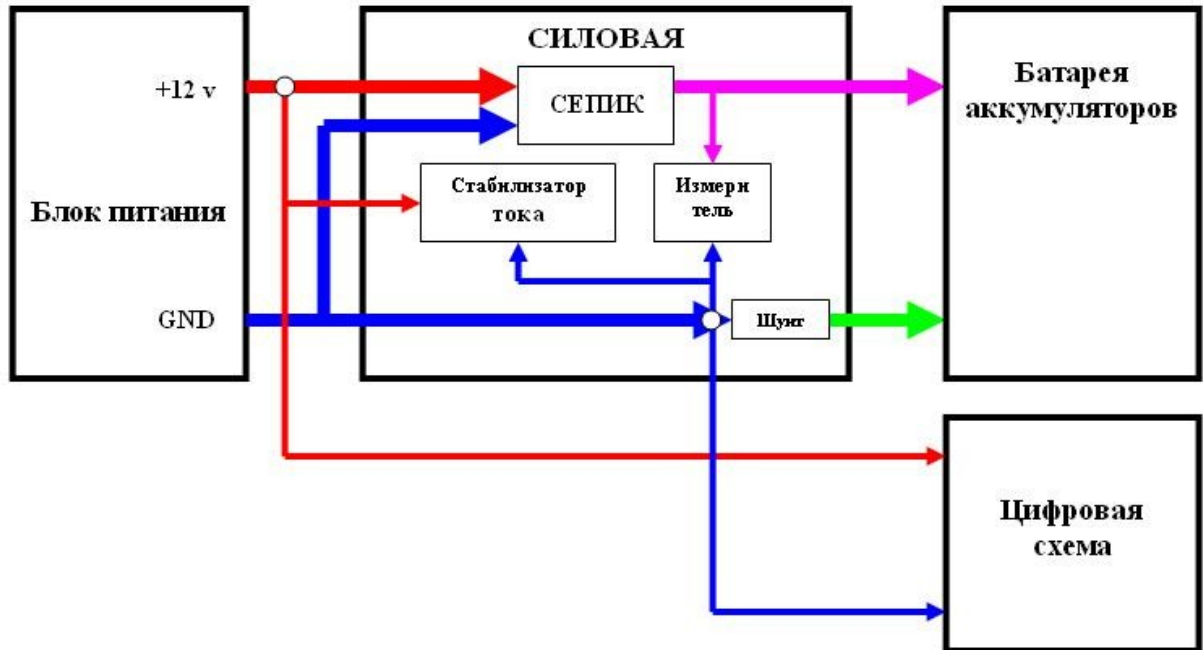 СИЛОВАЯ
+12 v
СЕПИК
Батарея
аккумуляторов
Блок питания
Стабилизатор
тока
Измери
тель
GND
Шунт
Цифровая
схема